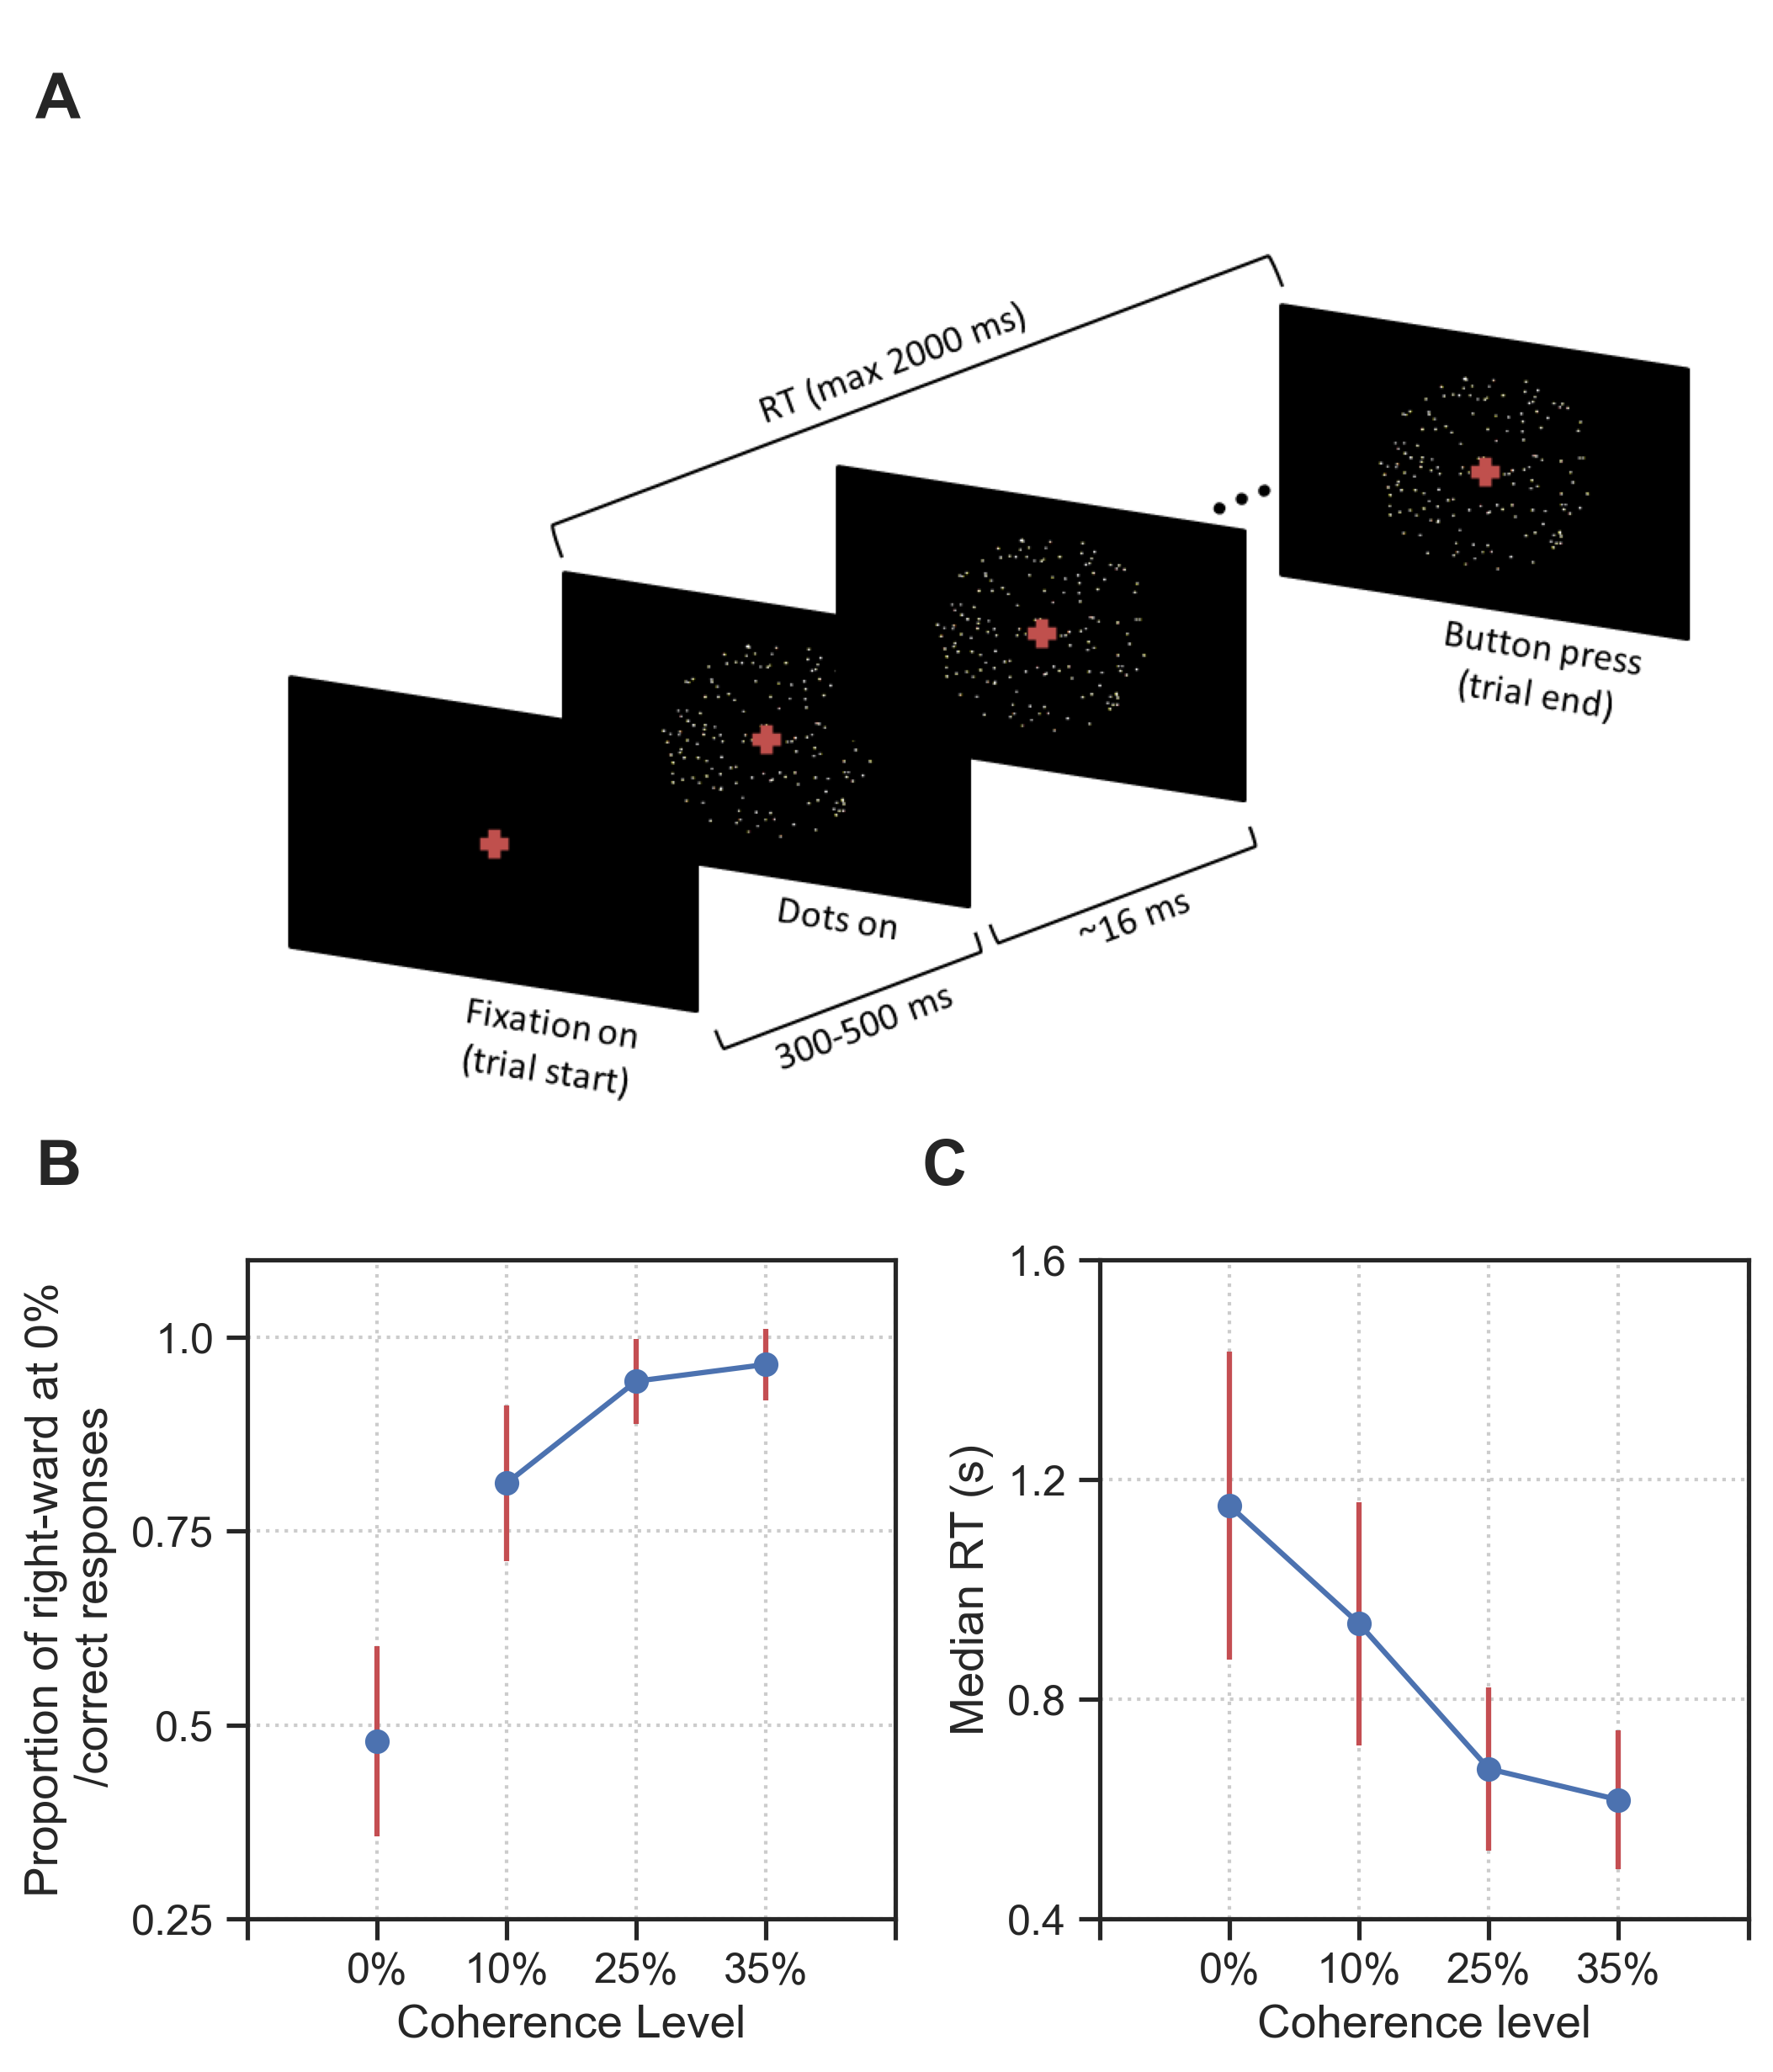 A
RT (max 2000 ms)
Button press
(trial end)
Dots on
~16 ms
300-500 ms
Fixation on
(trial start)
B
Proportion of right-ward at 0%
/correct responses
1.0
0.75
0.5
0.25
0%
10%
25%
35%
Coherence Level
C
Median RT (s)
1.6
1.2
0.8
0.4
0%
10%
25%
35%
Coherence level